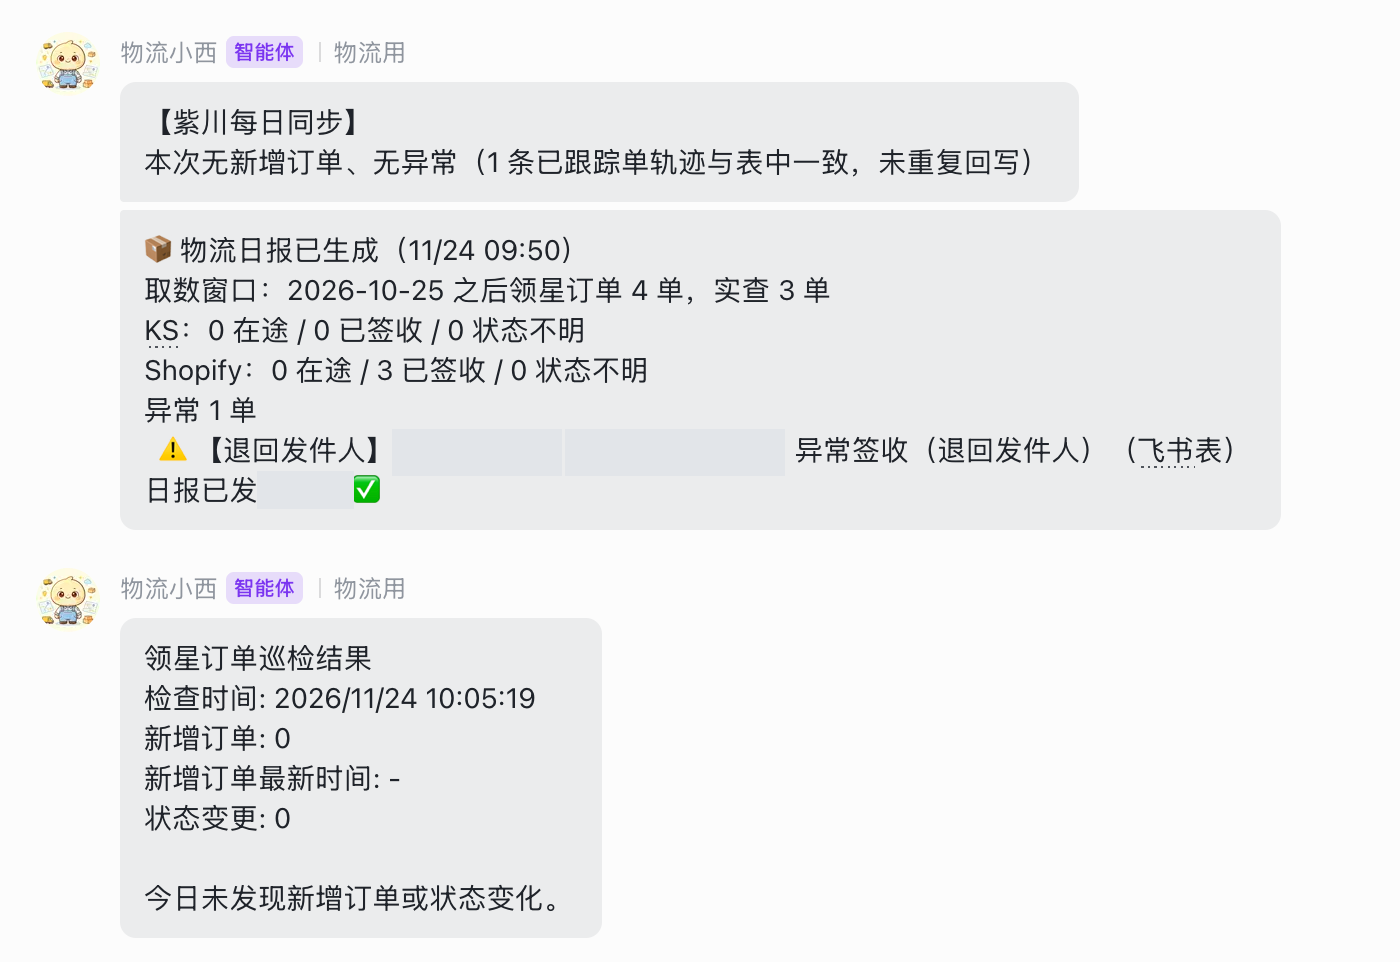 物流小西 智能体 | 物流用
【紫川每日同步】
本次无新增订单、无异常（1 条已跟踪单轨迹与表中一致，未重复回写）
📦 物流日报已生成（11/24 09:50）
取数窗口：2026-10-25 之后领星订单 4 单，实查 3 单
KS：0 在途 / 0 已签收 / 0 状态不明
Shopify：0 在途 / 3 已签收 / 0 状态不明
异常 1 单
⚠️ 【退回发件人】 异常签收（退回发件人）（飞书表）
日报已发 ✅
物流小西 智能体 | 物流用
领星订单巡检结果
检查时间: 2026/11/24 10:05:19
新增订单: 0
新增订单最新时间: -
状态变更: 0
今日未发现新增订单或状态变化。